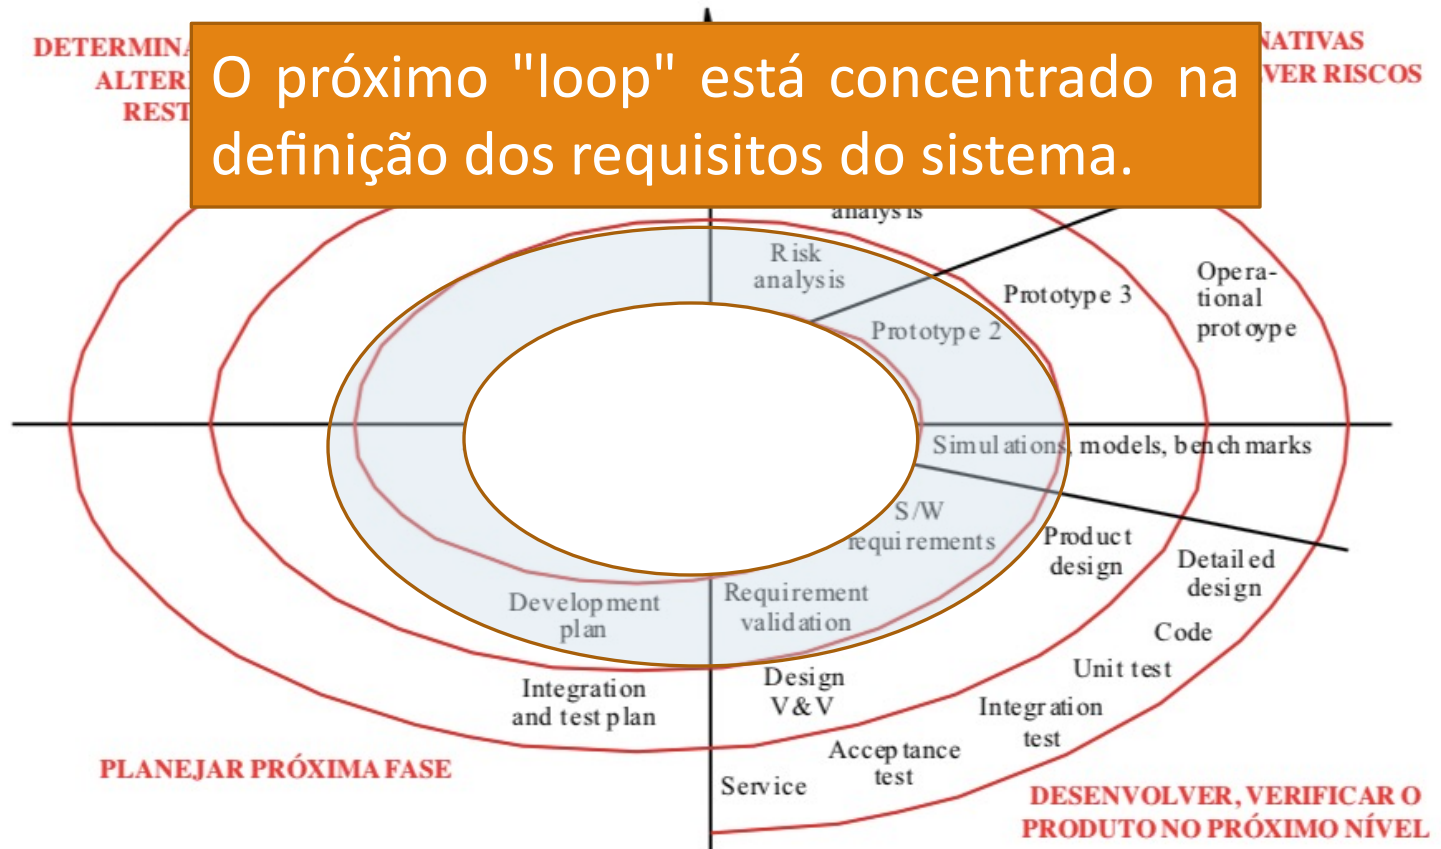 O próximo "loop" está concentrado na
definição dos requisitos do sistema.
DETERMINA
ALTER
REST
NATIVAS
VER RISCOS
analysis
Risk
analysis
Prototype 2
Prototype 3
Opera-
tional
protoype
Simulations, models, benchmarks
S/W
requirements
Product
design
Detailed
design
Development
plan
Requirement
validation
Code
Unit test
Integration
and test plan
Design
V&V
Integration
test
Acceptance
test
Service
PLANEJAR PRÓXIMA FASE
DESENVOLVER, VERIFICAR O
PRODUTO NO PRÓXIMO NÍVEL